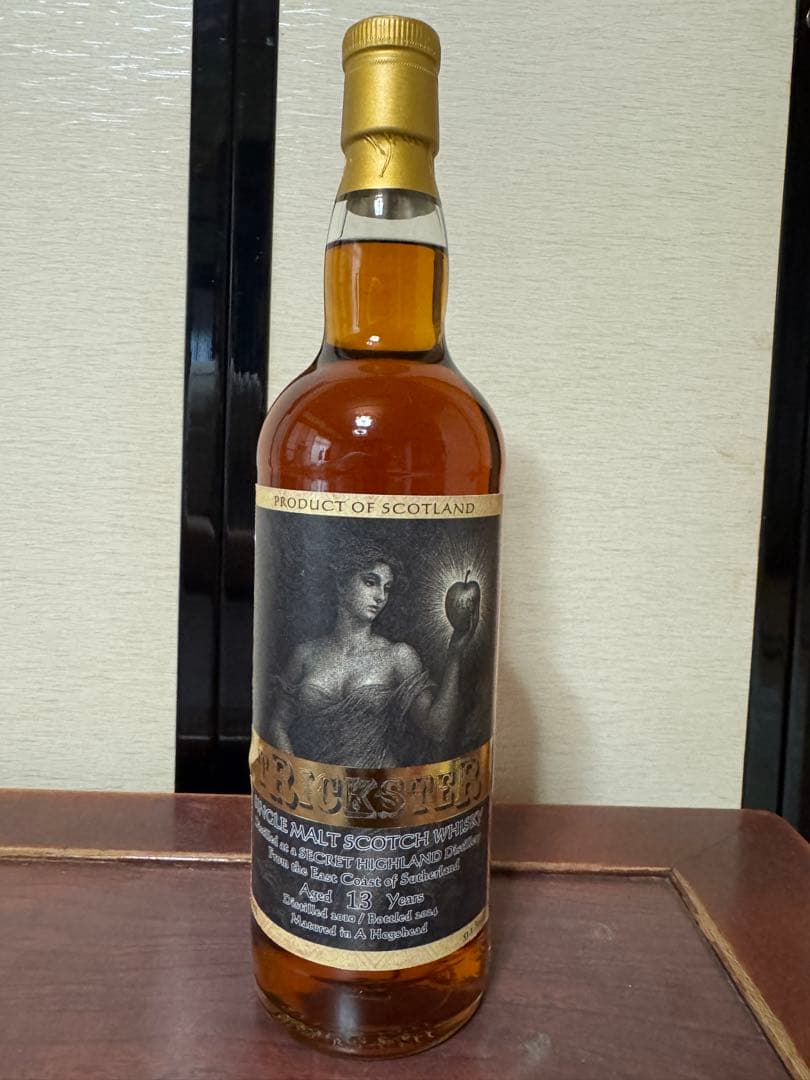 PRODUCT OF SCOTLAND
TRICKSTER
SINGLE MALT SCOTCH WHISKY
Distilled at a SECRET HIGHLAND Distillery
From the East Coast of Sutherland
Aged 13 Years
Distilled 2010 / Bottled 2024
Matured in A Hogshead